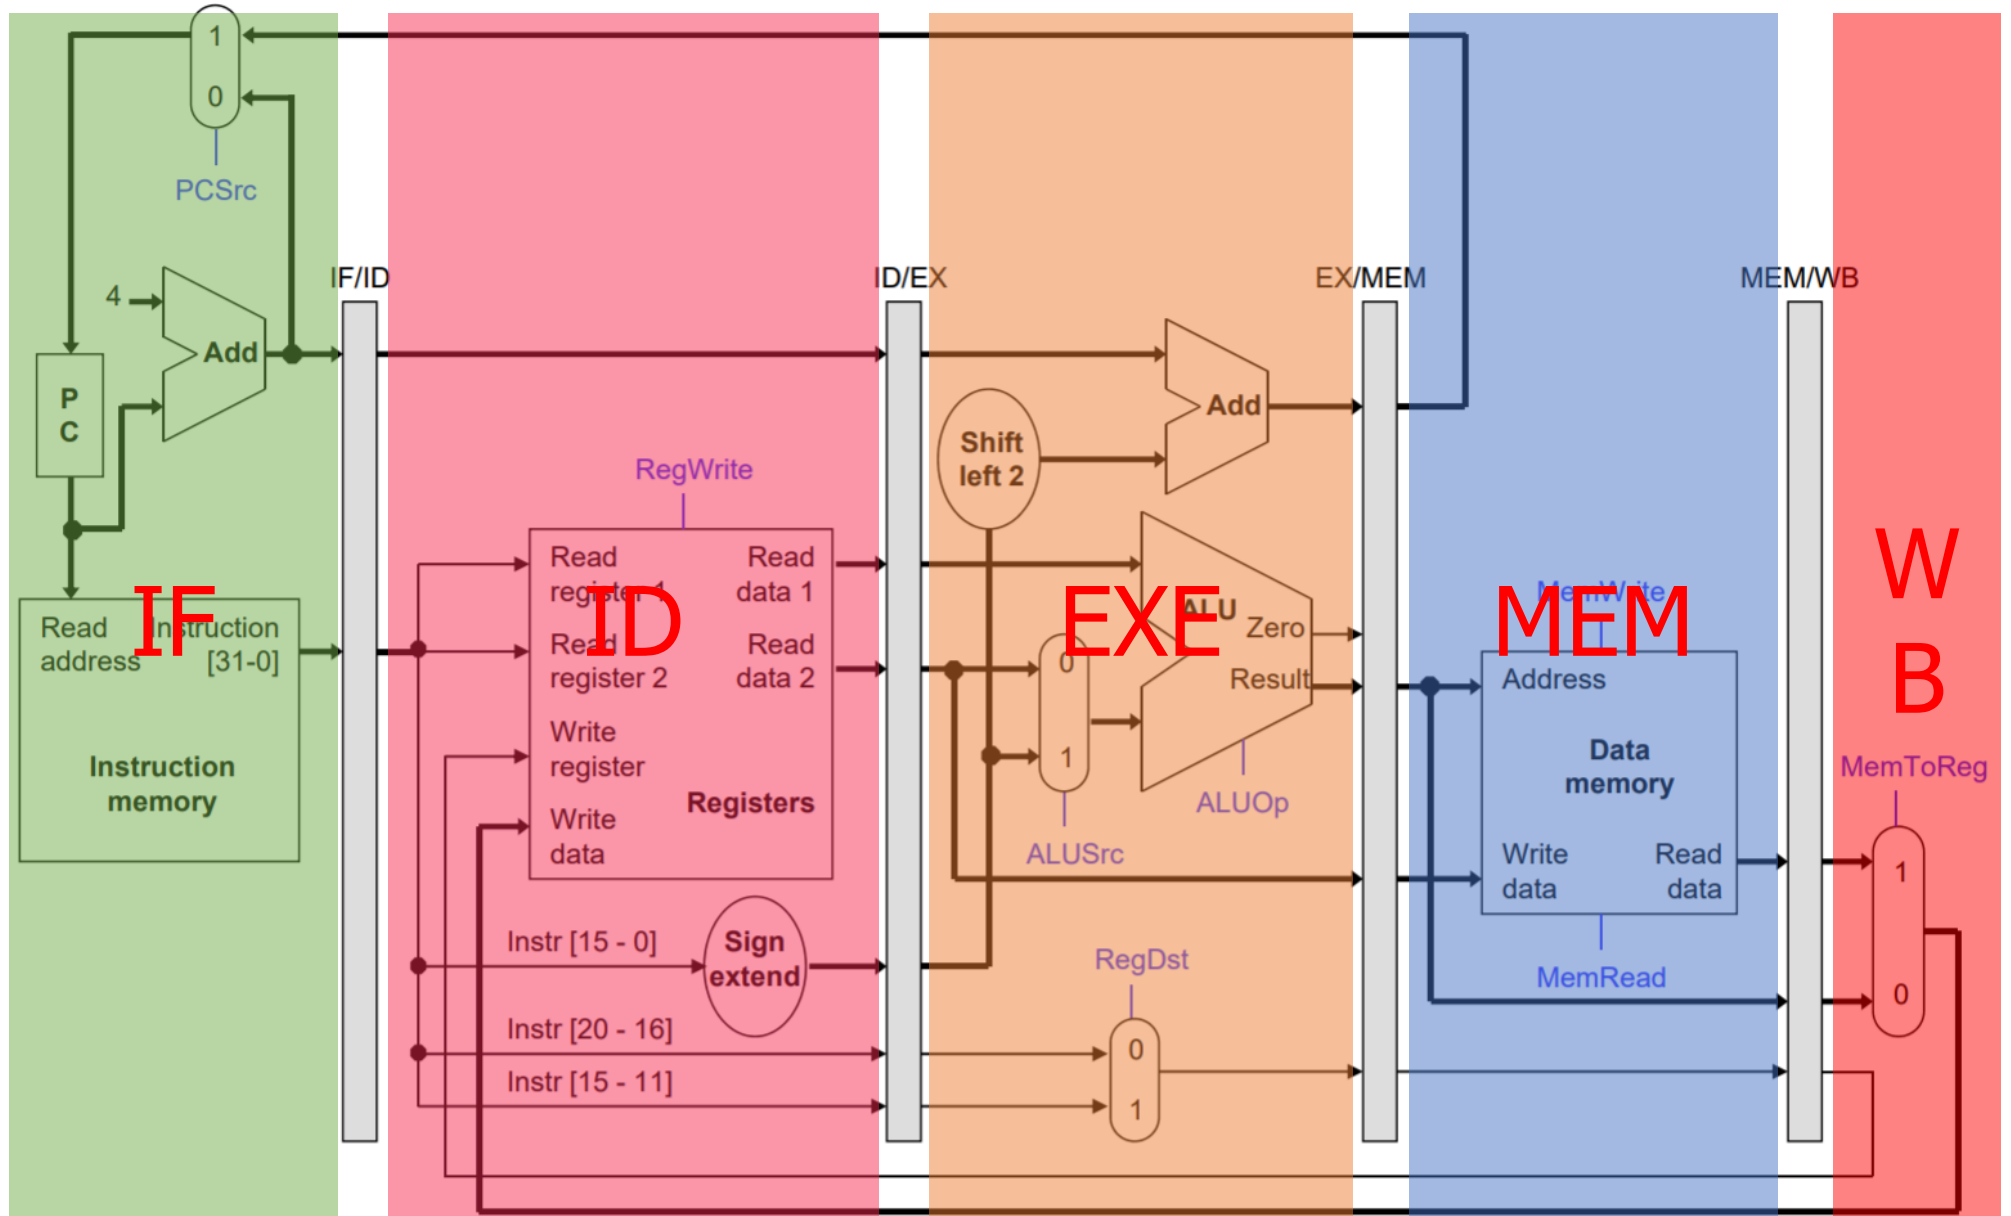 1
0
PCSrc
IF/ID
ID/EX
EX/MEM
MEM/WB
4
Add
P
C
Add
Shift
left 2
RegWrite
Read
register 1
Read
data 1
Read
register 2
Read
data 2
Write
register
Write
data
Registers
Read
address
Instruction
[31-0]
Instruction
memory
IF
ID
EXE
MEM
W
B
ALU
Zero
Result
0
1
ALUSrc
ALUOp
MemWrite
Address
Data
memory
Write
data
Read
data
MemRead
MemToReg
1
0
Instr [15 - 0]
Sign
extend
Instr [20 - 16]
Instr [15 - 11]
RegDst
0
1